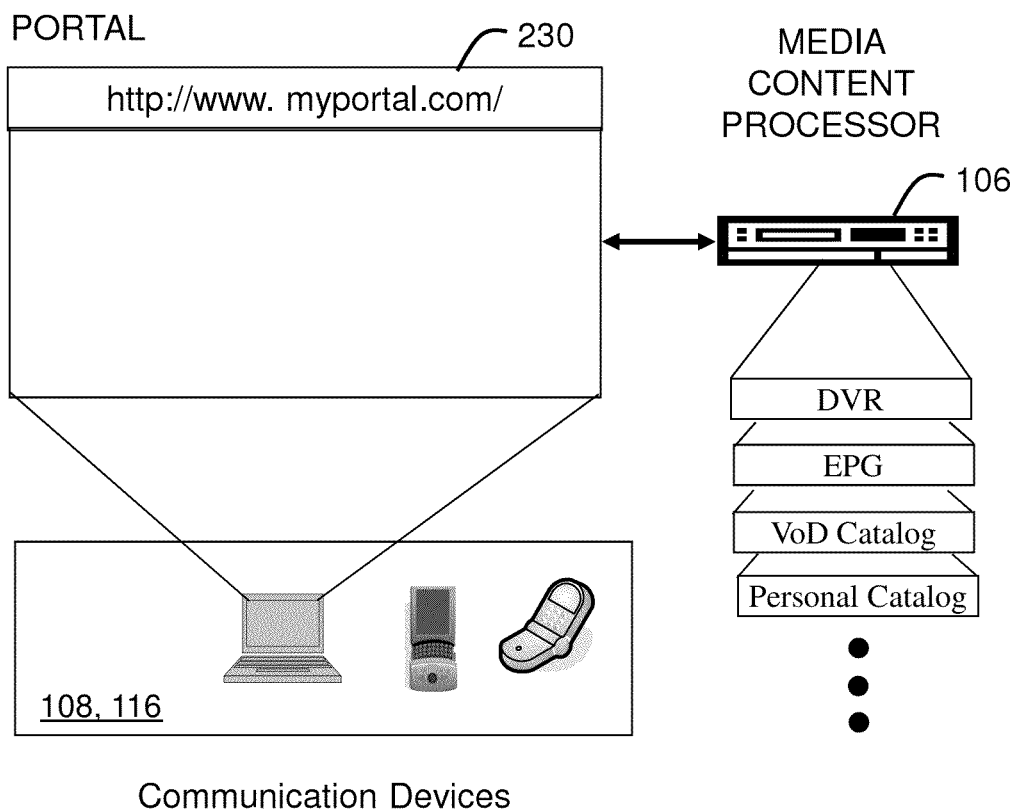 PORTAL
230
http://www. myportal.com/
MEDIA
CONTENT
PROCESSOR
106
DVR
EPG
VoD Catalog
Personal Catalog
108, 116
Communication Devices